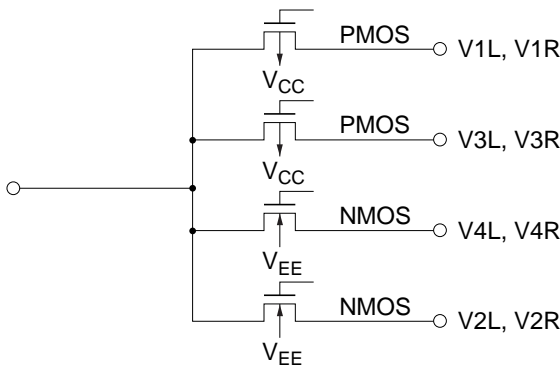 PMOS V1L, V1R
VCC
PMOS V3L, V3R
VCC
NMOS V4L, V4R
VEE
NMOS V2L, V2R
VEE